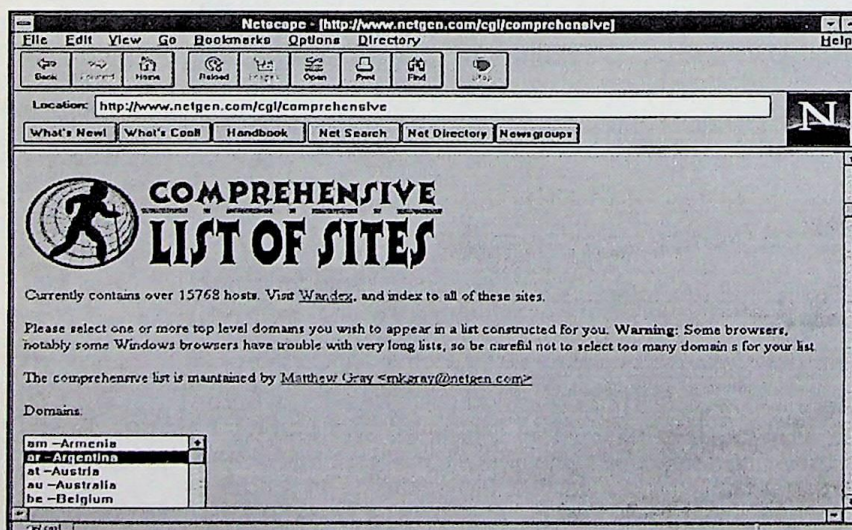 Netscape - [http://www.netgen.com/cgi/comprehensive]
File Edit View Go Bookmarks Options Directory Help
Back Forward Home Reload Images Open Print Find Stop
Location: http://www.netgen.com/cgi/comprehensive
What's New! What's Cool! Handbook Net Search Net Directory Newsgroups
N
COMPREHENSIVE
LIST OF SITES
Currently contains over 15768 hosts. Visit Wandex, and index to all of these sites.
Please select one or more top level domains you wish to appear in a list constructed for you. Warning: Some browsers,
notably some Windows browsers have trouble with very long lists, so be careful not to select too many domain s for your list
The comprehensive list is maintained by Matthew Gray <mkgray@netgen.com>
Domains:
am -Armenia
ar -Argentina
at -Austria
au -Australia
be -Belgium